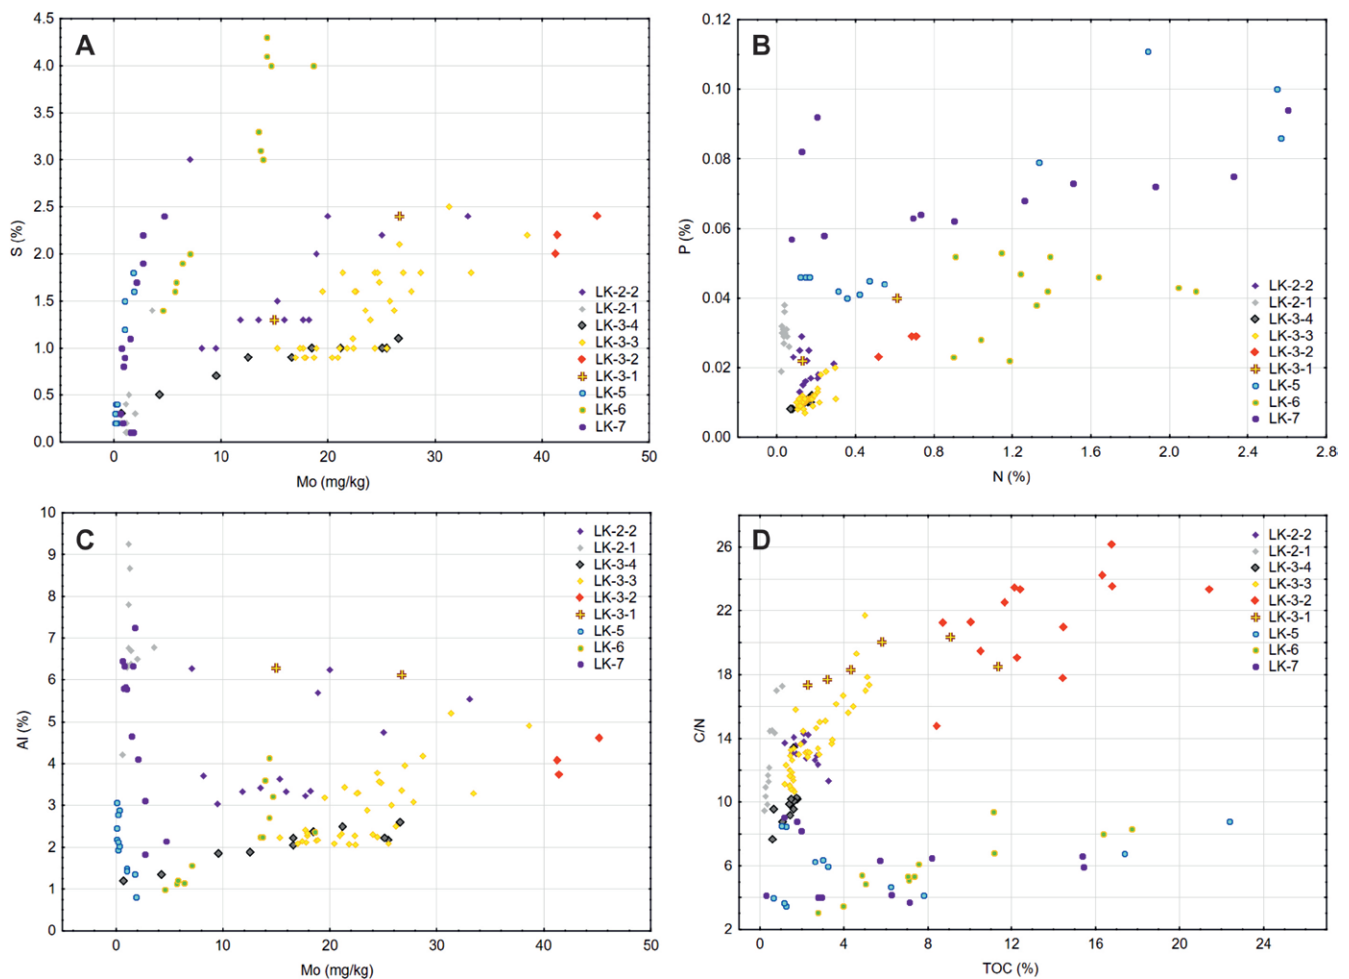 A
S (%)
4.5
4.0
3.5
3.0
2.5
2.0
1.5
1.0
0.5
0.0
0 10 20 30 40 50
Mo (mg/kg)
LK-2-2
LK-2-1
LK-3-4
LK-3-3
LK-3-2
LK-3-1
LK-5
LK-6
LK-7
B
P (%)
0.12
0.10
0.08
0.06
0.04
0.02
0.00
0.0 0.4 0.8 1.2 1.6 2.0 2.4 2.8
N (%)
LK-2-2
LK-2-1
LK-3-4
LK-3-3
LK-3-2
LK-3-1
LK-5
LK-6
LK-7
C
Al (%)
10
9
8
7
6
5
4
3
2
1
0
0 10 20 30 40 50
Mo (mg/kg)
LK-2-2
LK-2-1
LK-3-4
LK-3-3
LK-3-2
LK-3-1
LK-5
LK-6
LK-7
D
C/N
26
22
18
14
10
6
2
0 4 8 12 16 20 24
TOC (%)
LK-2-2
LK-2-1
LK-3-4
LK-3-3
LK-3-2
LK-3-1
LK-5
LK-6
LK-7